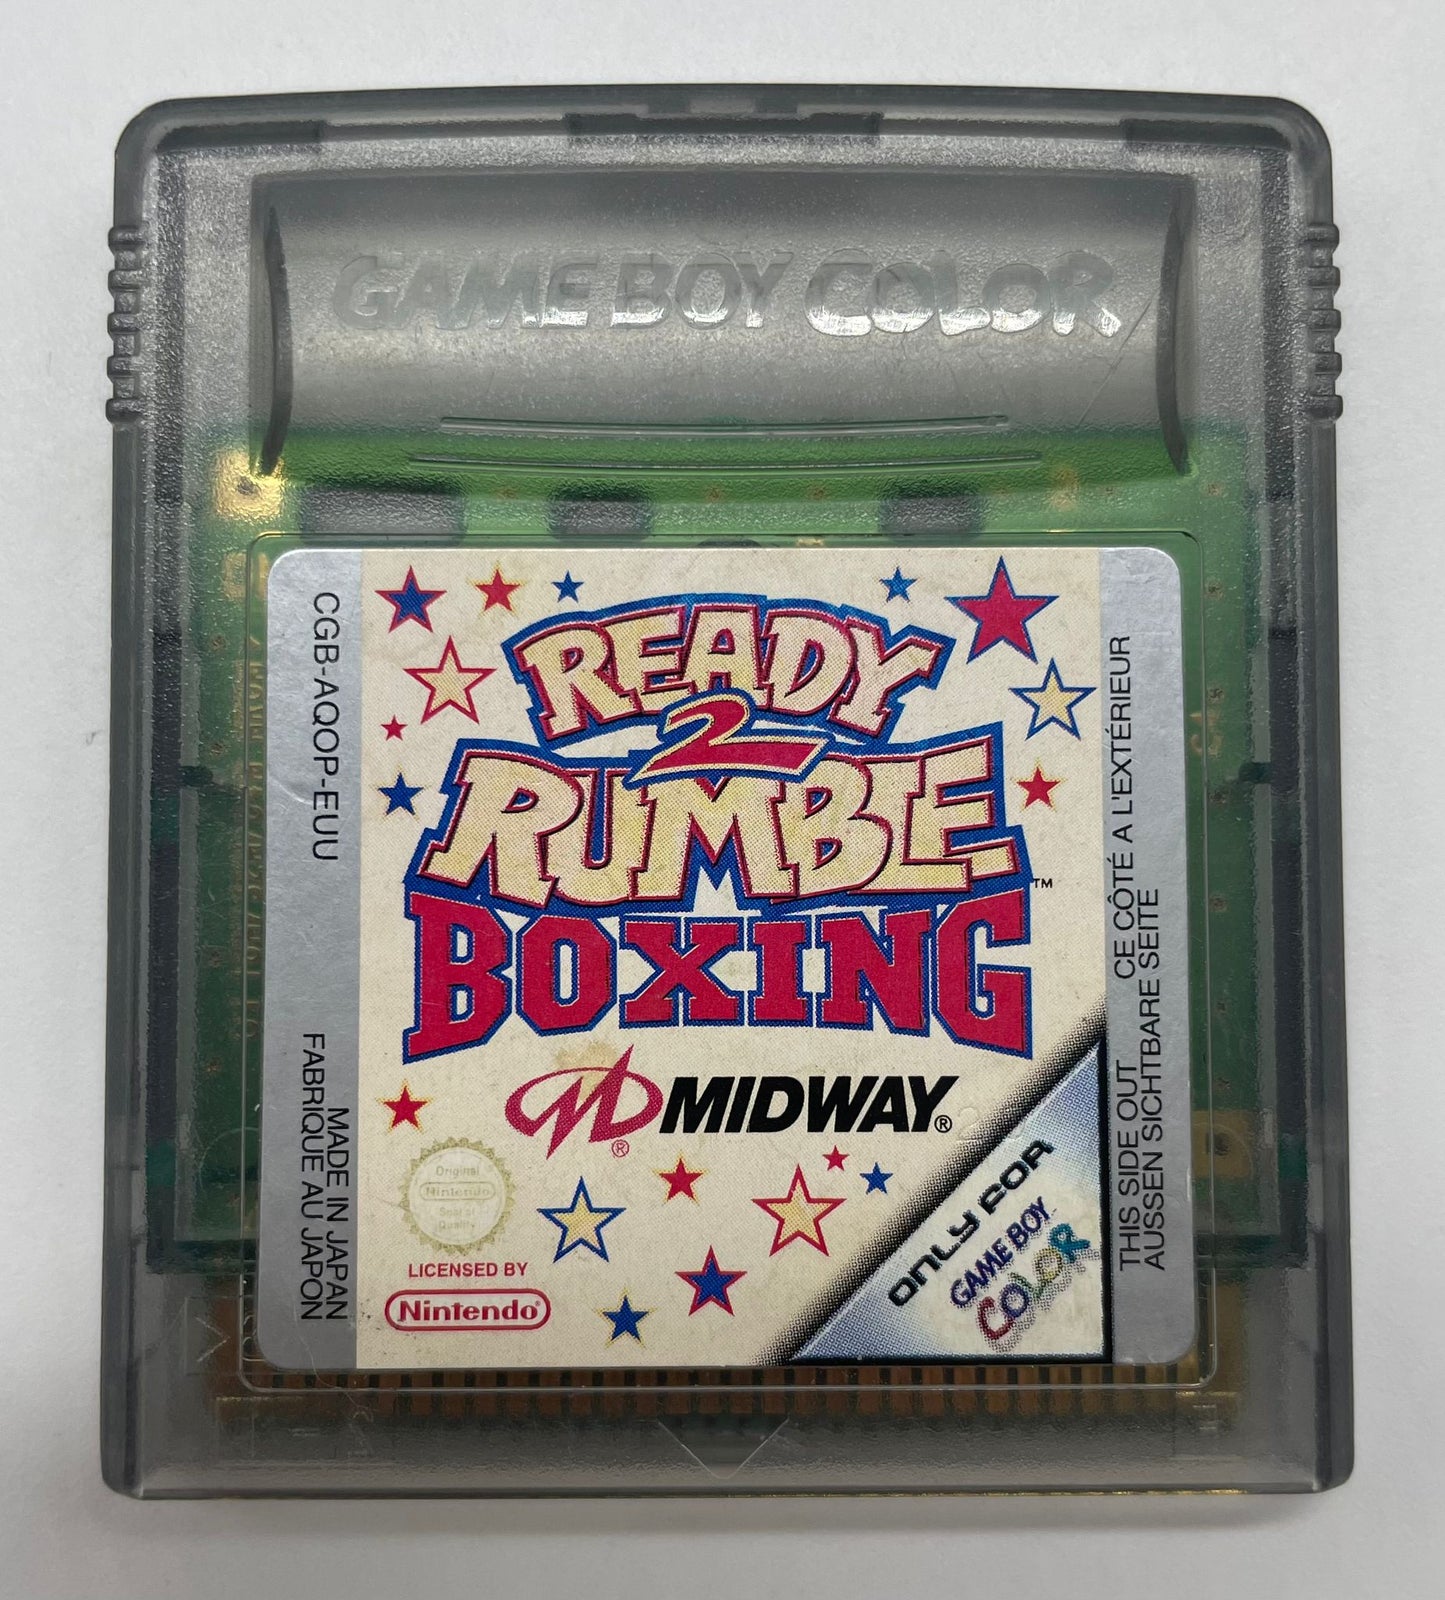 GAME BOY COLOR
READY
2
RUMBLE
BOXING
™
MIDWAY®
®
Original
Nintendo
Seal of
Quality
LICENSED BY
Nintendo®
ONLY FOR
GAME BOY
COLOR
CGB-AQOP-EUU
MADE IN JAPAN
FABRIQUE AU JAPON
THIS SIDE OUT
CE CÔTÉ A L'EXTÉRIEUR
AUSSEN SICHTBARE SEITE